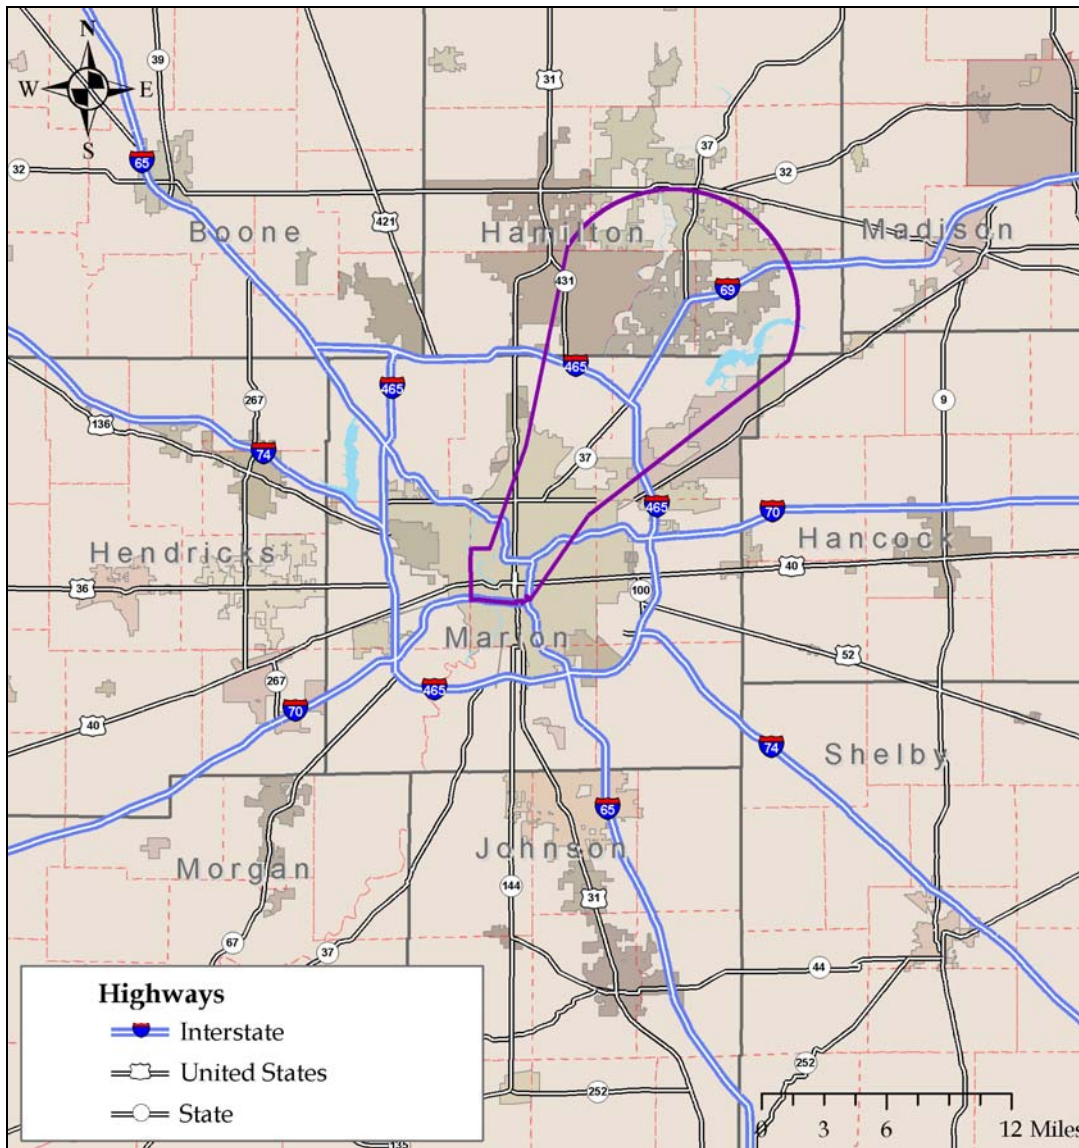 N
W E
S
39
31
65
37
32
32
421
Boone
Hamilton
Madison
431
69
465
465
267
9
136
74
37
465
70
Hendricks
Hancock
36
40
100
Marion
52
267
465
70
40
74
Shelby
65
Johnson
Morgan
144
31
67
37
44
252
252
135
Highways
Interstate
United States
State
0 3 6 12 Miles